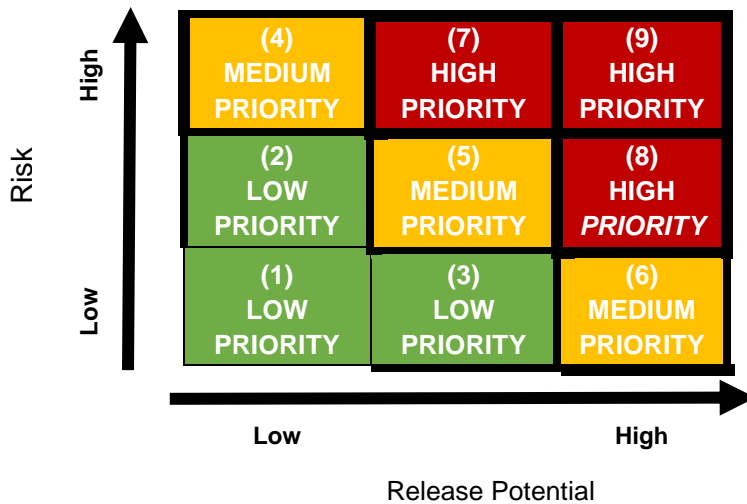 High
Risk
Low
(4)
MEDIUM
PRIORITY
(7)
HIGH
PRIORITY
(9)
HIGH
PRIORITY
(2)
LOW
PRIORITY
(5)
MEDIUM
PRIORITY
(8)
HIGH
PRIORITY
(1)
LOW
PRIORITY
(3)
LOW
PRIORITY
(6)
MEDIUM
PRIORITY
Low
High
Release Potential